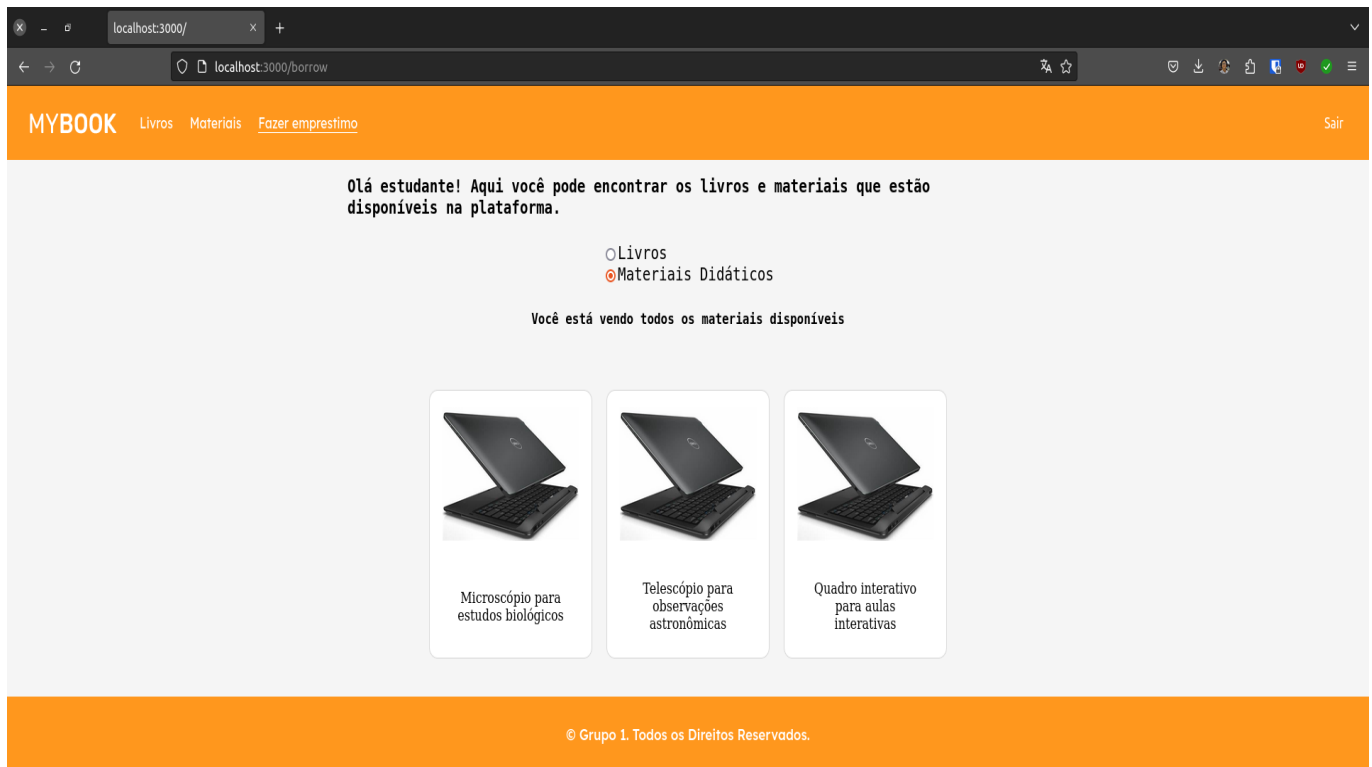 localhost:3000/
localhost:3000/borrow
MYBOOK Livros Materiais Fazer emprestimo Sair
Olá estudante! Aqui você pode encontrar os livros e materiais que estão
disponíveis na plataforma.
Livros
Materiais Didáticos
Você está vendo todos os materiais disponíveis
Microscópio para
estudos biológicos
Telescópio para
observações
astronômicas
Quadro interativo
para aulas
interativas
© Grupo 1. Todos os Direitos Reservados.